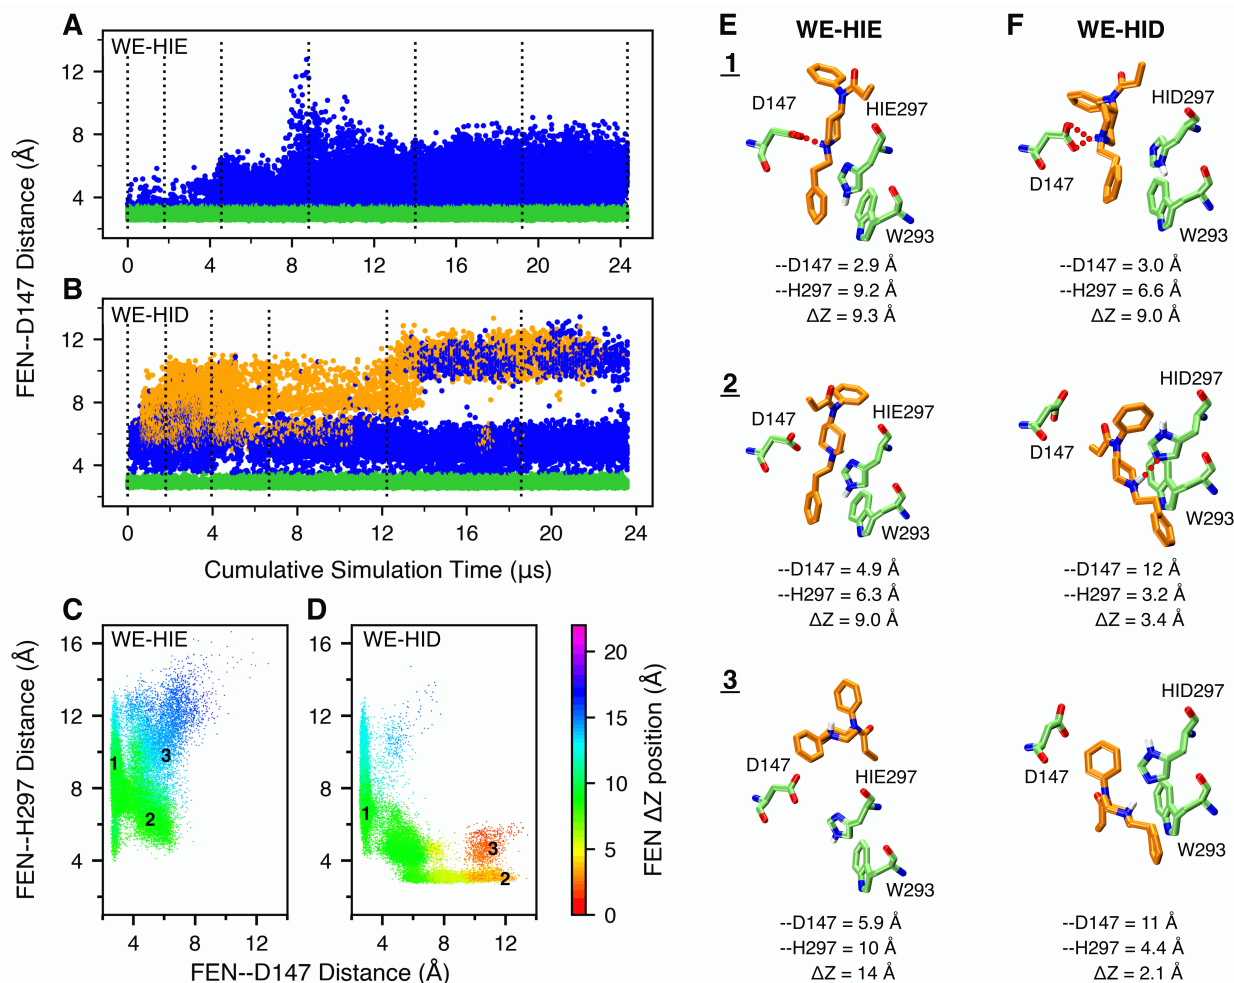 A
WE-HIE
12
8
4
0
4
8
12
16
20
24
B
WE-HID
12
8
4
0
4
8
12
16
20
24
FEN--D147 Distance (Å)
Cumulative Simulation Time (µs)
C
WE-HIE
16
12
8
4
1
2
3
4
8
12
D
WE-HID
1
2
3
4
8
12
FEN--H297 Distance (Å)
FEN--D147 Distance (Å)
20
15
10
5
0
FEN ΔZ position (Å)
E
WE-HIE
1
D147
HIE297
W293
--D147 = 2.9 Å
--H297 = 9.2 Å
ΔZ = 9.3 Å
2
D147
HIE297
W293
--D147 = 4.9 Å
--H297 = 6.3 Å
ΔZ = 9.0 Å
3
D147
HIE297
W293
--D147 = 5.9 Å
--H297 = 10 Å
ΔZ = 14 Å
F
WE-HID
HID297
D147
W293
--D147 = 3.0 Å
--H297 = 6.6 Å
ΔZ = 9.0 Å
HID297
D147
W293
--D147 = 12 Å
--H297 = 3.2 Å
ΔZ = 3.4 Å
HID297
D147
W293
--D147 = 11 Å
--H297 = 4.4 Å
ΔZ = 2.1 Å